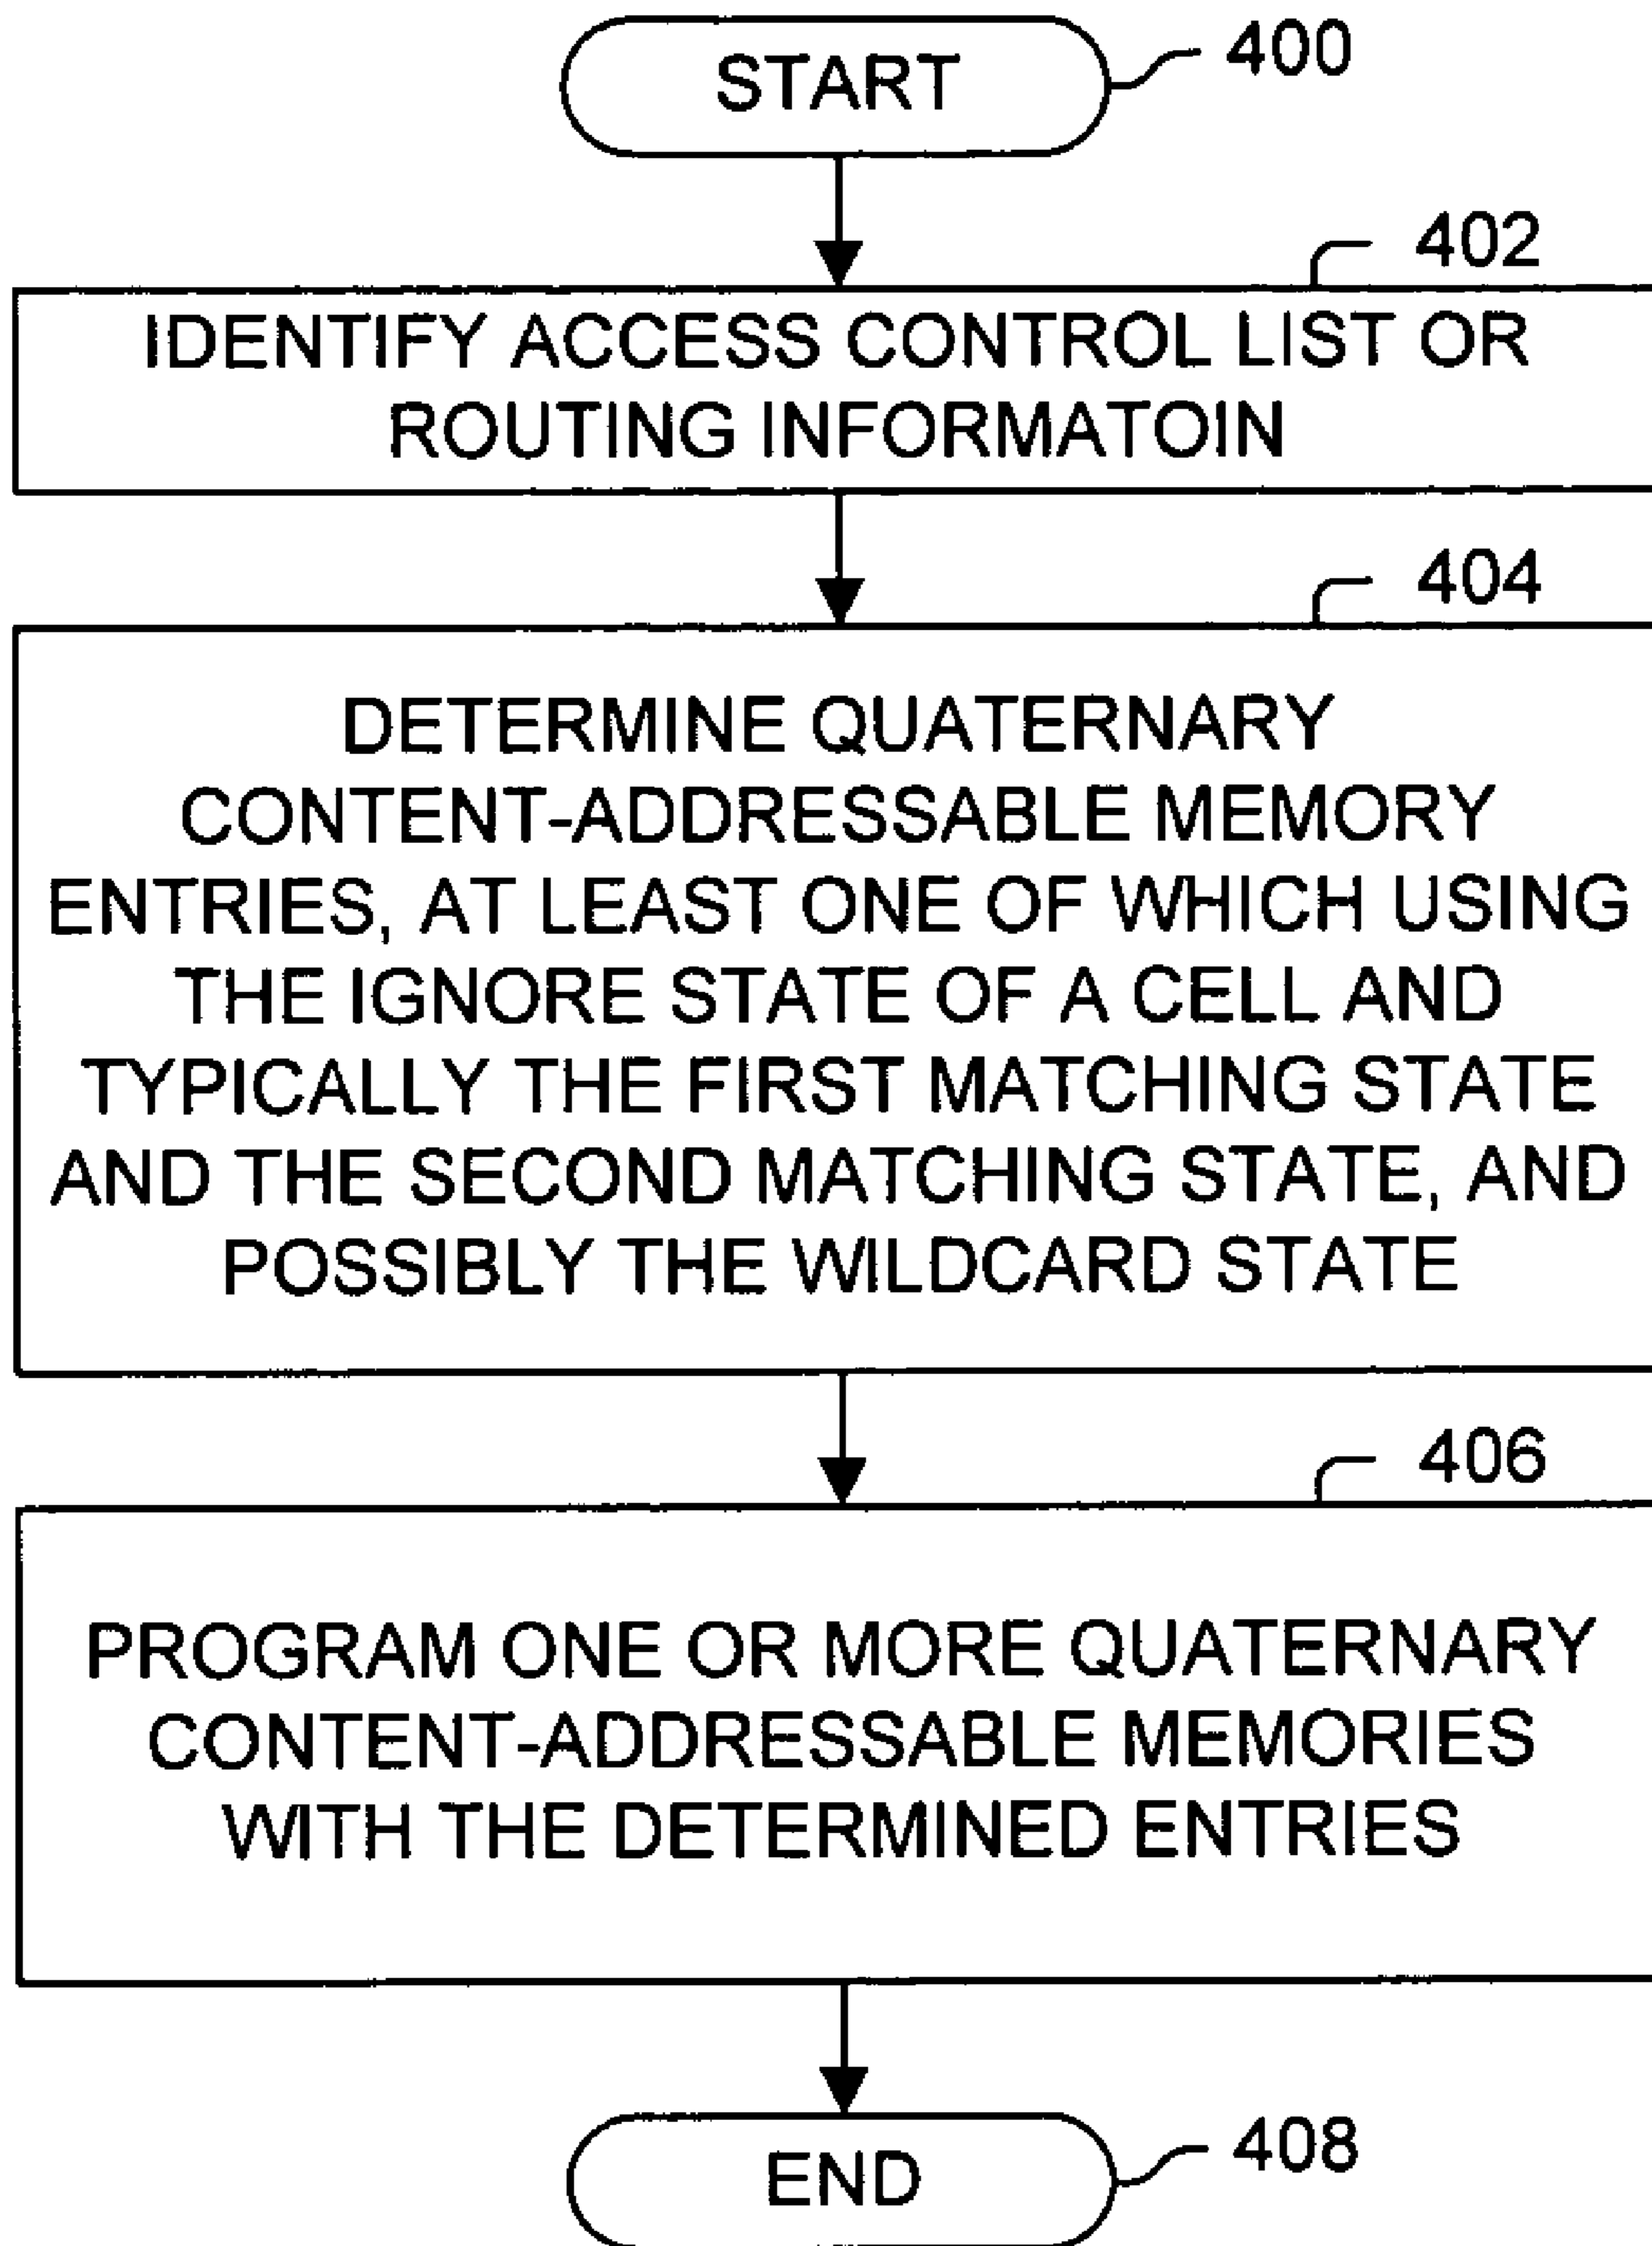 START
400
402
IDENTIFY ACCESS CONTROL LIST OR
ROUTING INFORMATOIN
404
DETERMINE QUATERNARY
CONTENT-ADDRESSABLE MEMORY
ENTRIES, AT LEAST ONE OF WHICH USING
THE IGNORE STATE OF A CELL AND
TYPICALLY THE FIRST MATCHING STATE
AND THE SECOND MATCHING STATE, AND
POSSIBLY THE WILDCARD STATE
406
PROGRAM ONE OR MORE QUATERNARY
CONTENT-ADDRESSABLE MEMORIES
WITH THE DETERMINED ENTRIES
END
408